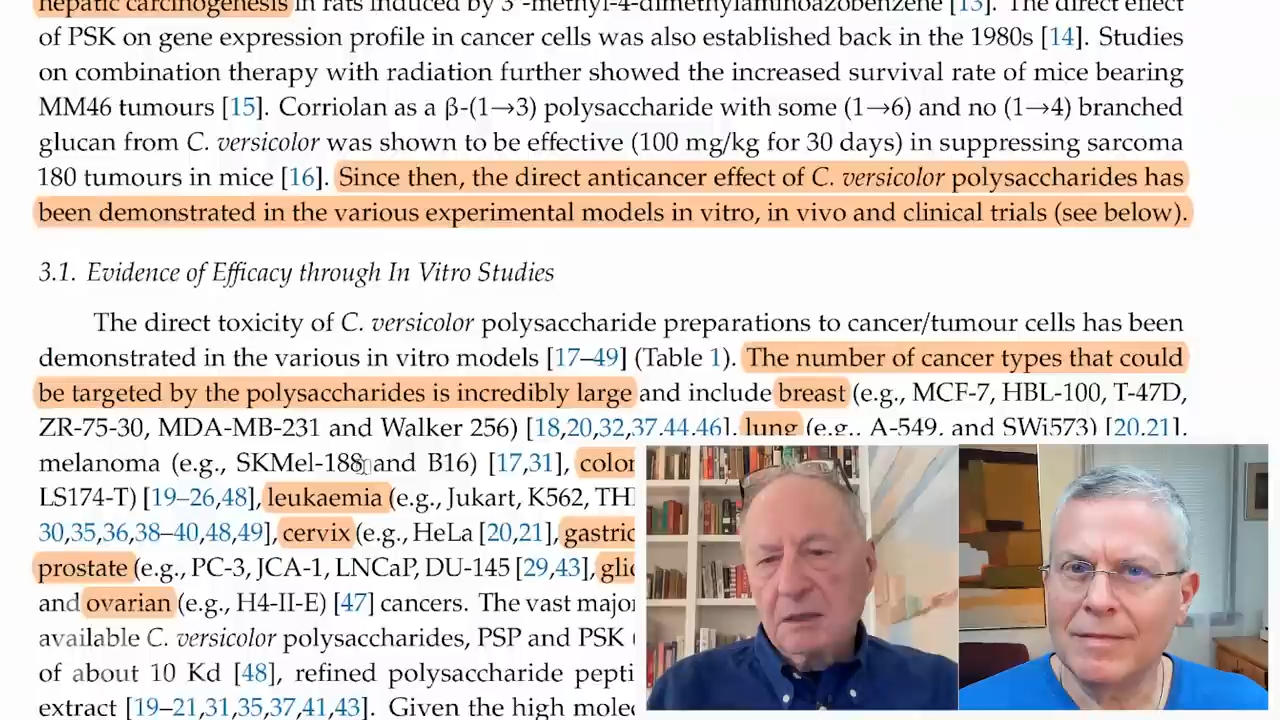 hepatic carcinogenesis in rats induced by 3′-methyl-4-dimethylaminoazobenzene [13]. The direct effect
of PSK on gene expression profile in cancer cells was also established back in the 1980s [14]. Studies
on combination therapy with radiation further showed the increased survival rate of mice bearing
MM46 tumours [15]. Corriolan as a β-(1→3) polysaccharide with some (1→6) and no (1→4) branched
glucan from C. versicolor was shown to be effective (100 mg/kg for 30 days) in suppressing sarcoma
180 tumours in mice [16]. Since then, the direct anticancer effect of C. versicolor polysaccharides has
been demonstrated in the various experimental models in vitro, in vivo and clinical trials (see below).
3.1. Evidence of Efficacy through In Vitro Studies
The direct toxicity of C. versicolor polysaccharide preparations to cancer/tumour cells has been
demonstrated in the various in vitro models [17–49] (Table 1). The number of cancer types that could
be targeted by the polysaccharides is incredibly large and include breast (e.g., MCF-7, HBL-100, T-47D,
ZR-75-30, MDA-MB-231 and Walker 256) [18,20,32,37,44,46], lung (e.g., A-549, and SWi573) [20,21],
melanoma (e.g., SKMel-188 and B16) [17,31], colon
LS174-T) [19–26,48], leukaemia (e.g., Jukart, K562, TH
30,35,36,38–40,48,49], cervix (e.g., HeLa [20,21], gastric
prostate (e.g., PC-3, JCA-1, LNCaP, DU-145 [29,43], glio
and ovarian (e.g., H4-II-E) [47] cancers. The vast major
available C. versicolor polysaccharides, PSP and PSK (
of about 10 Kd [48], refined polysaccharide pepti
extract [19–21,31,35,37,41,43]. Given the high mole